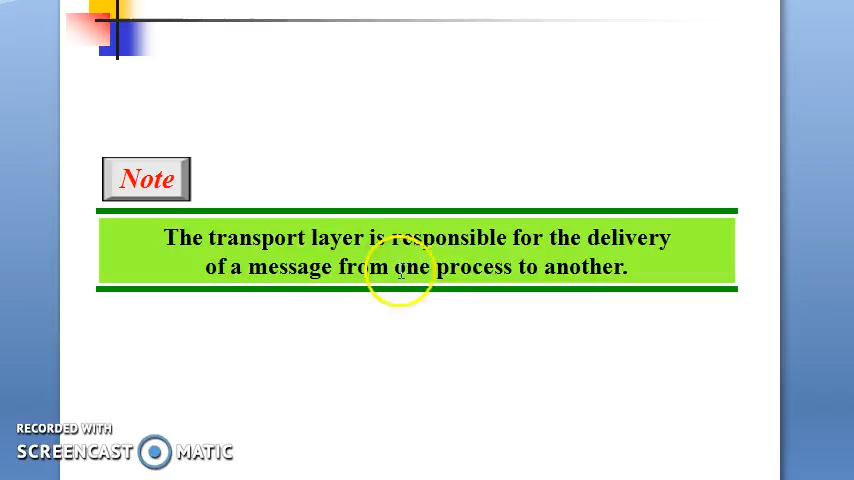 Note
The transport layer is responsible for the delivery
of a message from one process to another.
RECORDED WITH
SCREENCAST MATIC